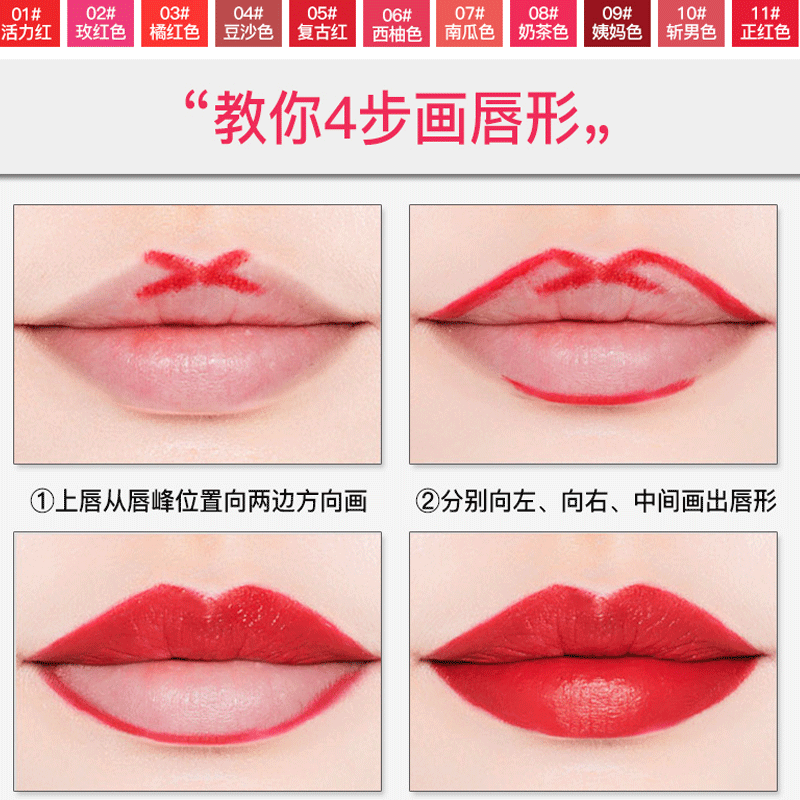 01# 02# 03# 04# 05# 06# 07# 08# 09# 10# 11#
活力红 玫红色 橘红色 豆沙色 复古红 西柚色 南瓜色 奶茶色 姨妈色 斩男色 正红色
“教你4步画唇形”
①上唇从唇峰位置向两边方向画
②分别向左、向右、中间画出唇形